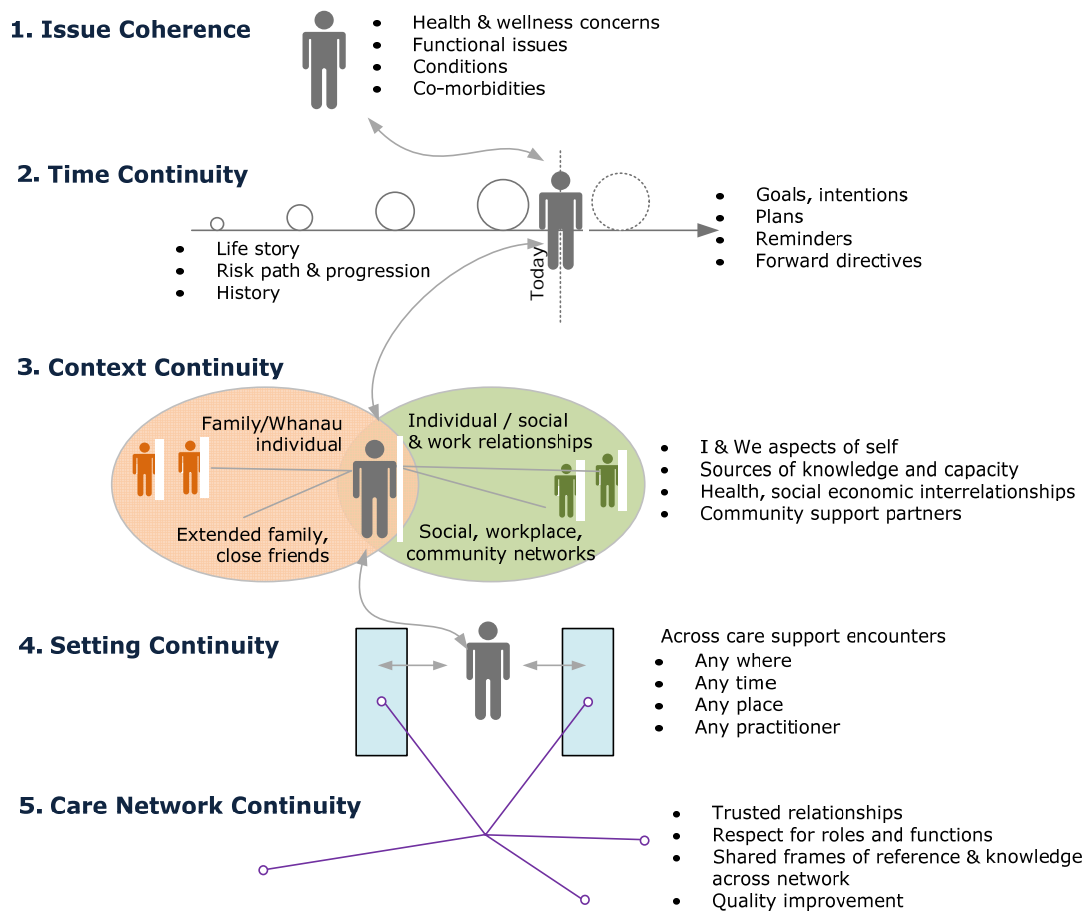 1. Issue Coherence
• Health & wellness concerns
• Functional issues
• Conditions
• Co-morbidities
2. Time Continuity
• Life story
• Risk path & progression
• History
Today
• Goals, intentions
• Plans
• Reminders
• Forward directives
3. Context Continuity
Family/Whanau
individual
Extended family,
close friends
Individual / social
& work relationships
Social, workplace,
community networks
• I & We aspects of self
• Sources of knowledge and capacity
• Health, social economic interrelationships
• Community support partners
4. Setting Continuity
Across care support encounters
• Any where
• Any time
• Any place
• Any practitioner
5. Care Network Continuity
• Trusted relationships
• Respect for roles and functions
• Shared frames of reference & knowledge
across network
• Quality improvement